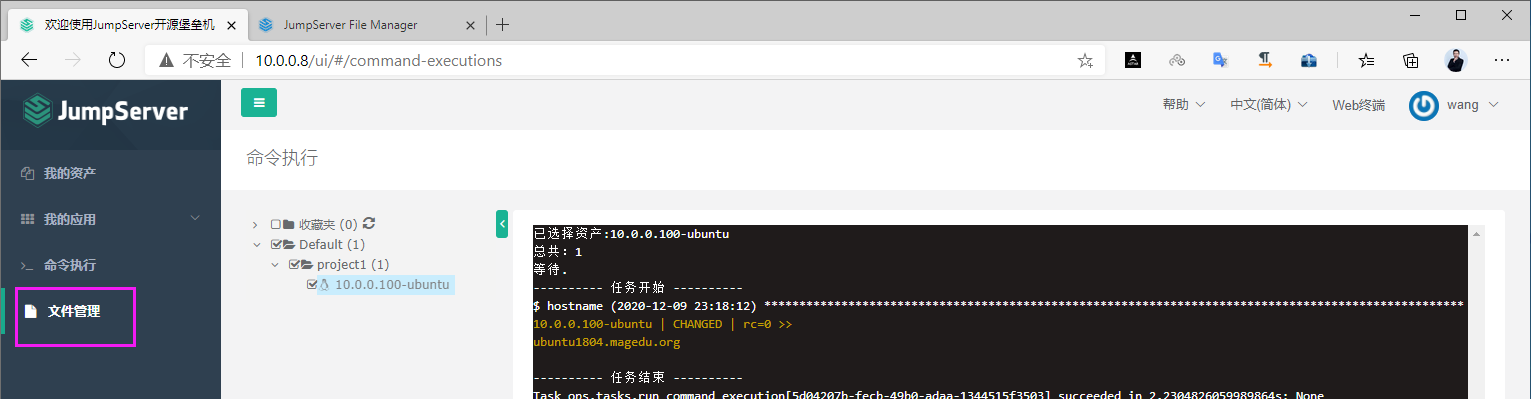 欢迎使用JumpServer开源堡垒机
JumpServer File Manager
不安全 10.0.0.8/ui/#/command-executions
JumpServer
帮助 中文(简体) Web终端 wang
命令执行
我的资产
我的应用
命令执行
文件管理
收藏夹 (0)
Default (1)
project1 (1)
10.0.0.100-ubuntu
已选择资产:10.0.0.100-ubuntu
总共: 1
等待.
---------- 任务开始 ----------
$ hostname (2020-12-09 23:18:12) ****************************************************************************************************
10.0.0.100-ubuntu | CHANGED | rc=0 >>
ubuntu1804.magedu.org
---------- 任务结束 ----------
Task ops.tasks.run_command_execution[5d04207b-fecb-49b0-adaa-1344515f3503] succeeded in 2.2304826059989864s: None